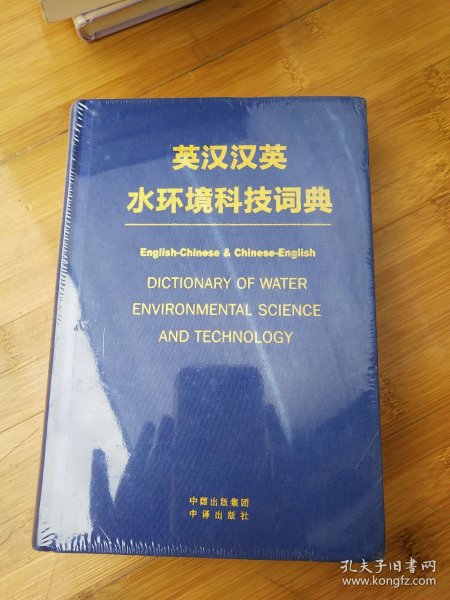 英汉汉英
水环境科技词典
English-Chinese & Chinese-English
DICTIONARY OF WATER
ENVIRONMENTAL SCIENCE
AND TECHNOLOGY
中国出版集团
中译出版社
孔夫子旧书网
www.kongfz.com